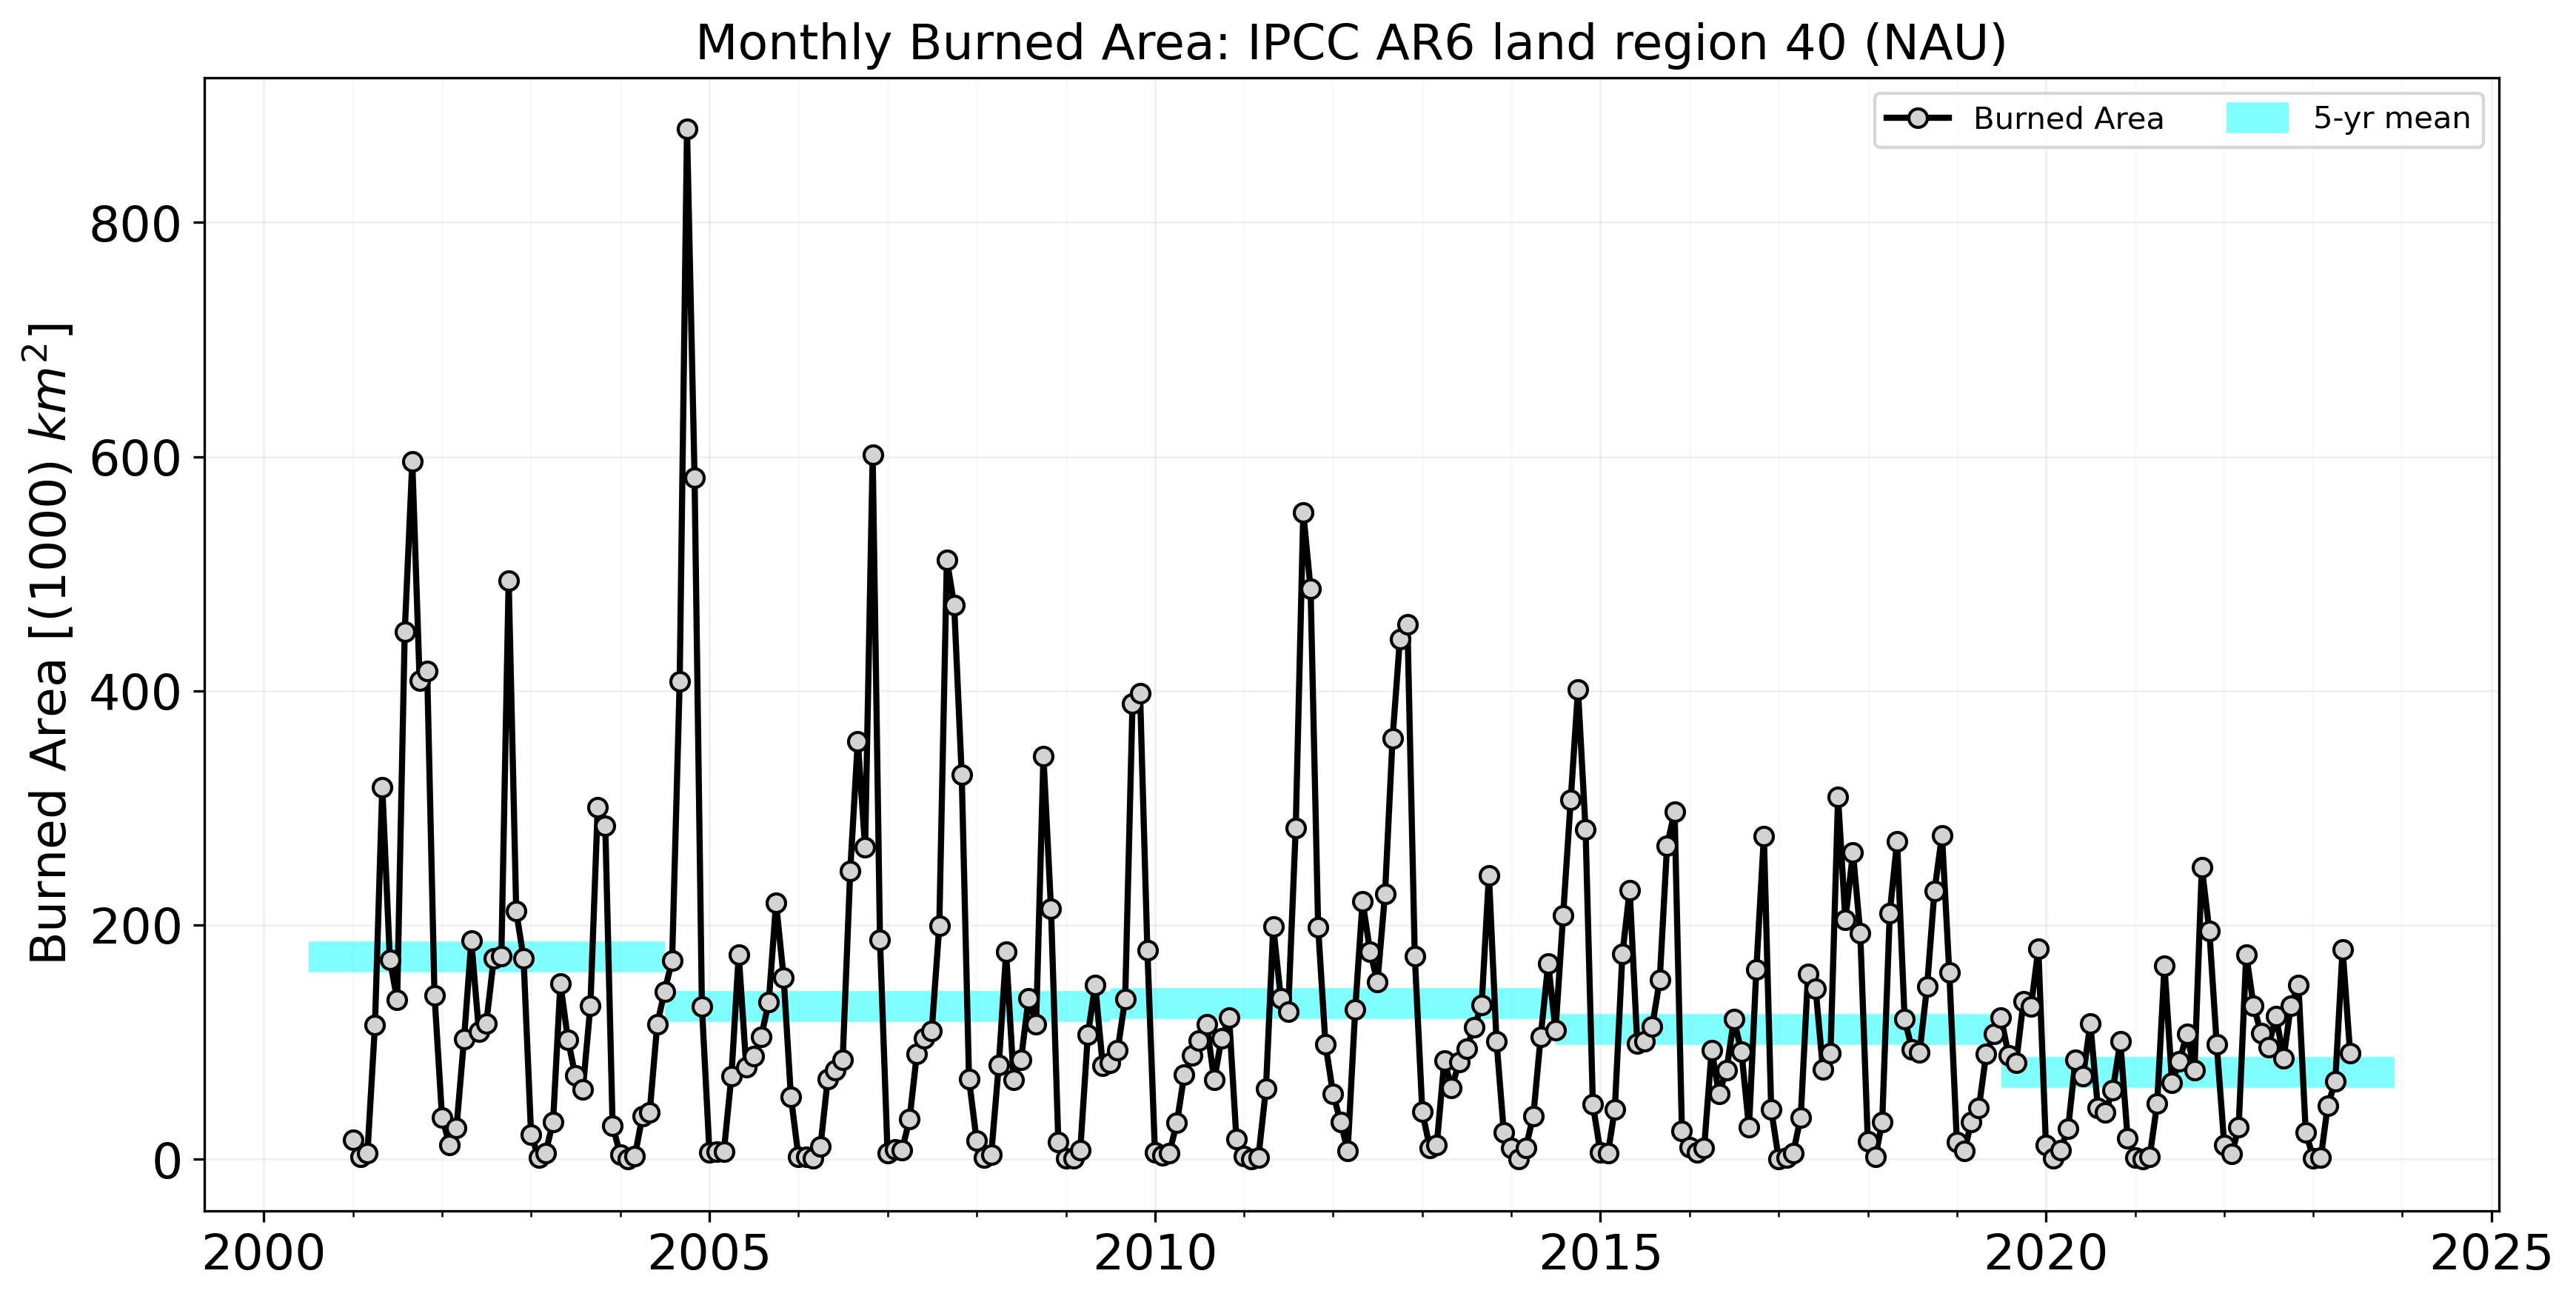 Monthly Burned Area: IPCC AR6 land region 40 (NAU)
Burned Area
5-yr mean
Burned Area [(1000) km²]
800
600
400
200
0
2000
2005
2010
2015
2020
2025